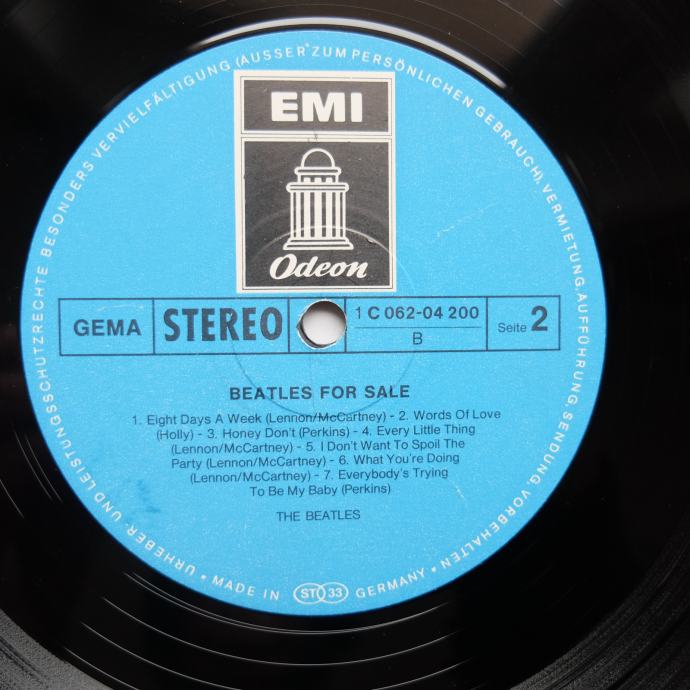 URHEBER- UND LEISTUNGSSCHUTZRECHTE BESONDERS VERVIELFÄLTIGUNG (AUSSER ZUM PERSÖNLICHEN GEBRAUCH), VERMIETUNG, AUFFÜHRUNG, SENDUNG, VORBEHALTEN •
EMI
Odeon
GEMA
STEREO
1 C 062-04 200
B
Seite 2
BEATLES FOR SALE
1. Eight Days A Week (Lennon/McCartney) - 2. Words Of Love
(Holly) - 3. Honey Don't (Perkins) - 4. Every Little Thing
(Lennon/McCartney) - 5. I Don't Want To Spoil The
Party (Lennon/McCartney) - 6. What You're Doing
(Lennon/McCartney) - 7. Everybody's Trying
To Be My Baby (Perkins)
THE BEATLES
• MADE IN ST 33 GERMANY •